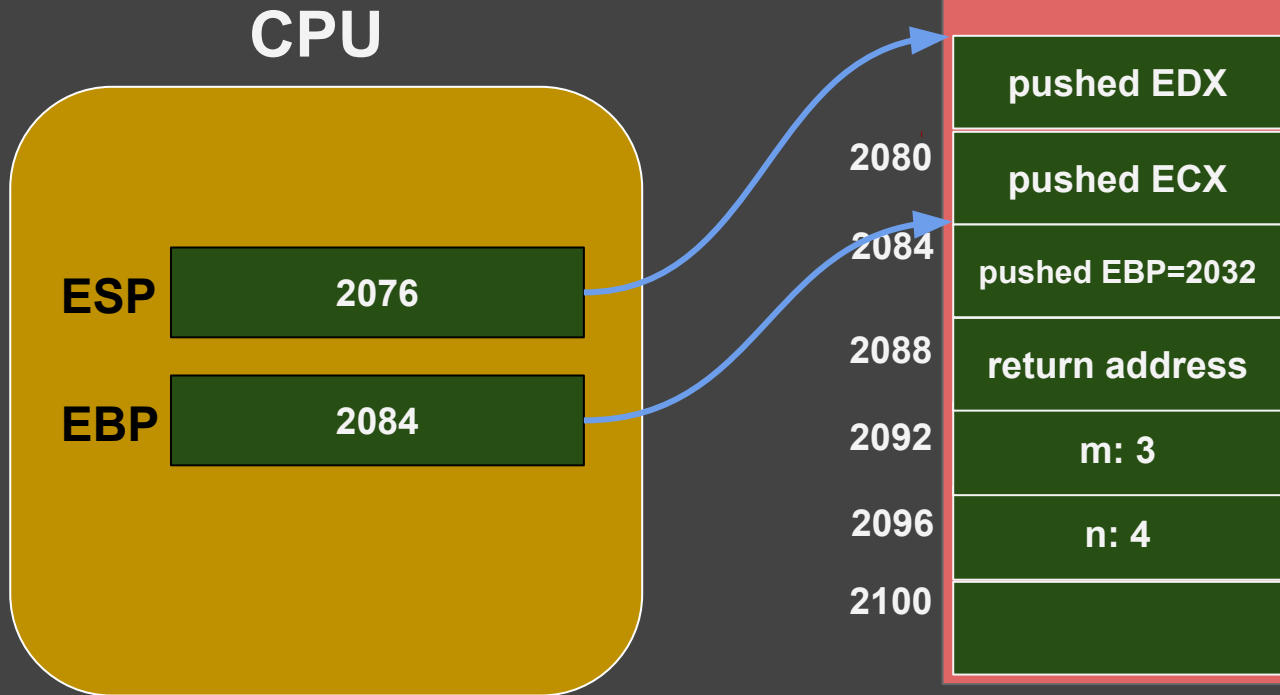 CPU
pushed EDX
2080
pushed ECX
2084
pushed EBP=2032
ESP
2076
2088
return address
EBP
2084
2092
m: 3
2096
n: 4
2100